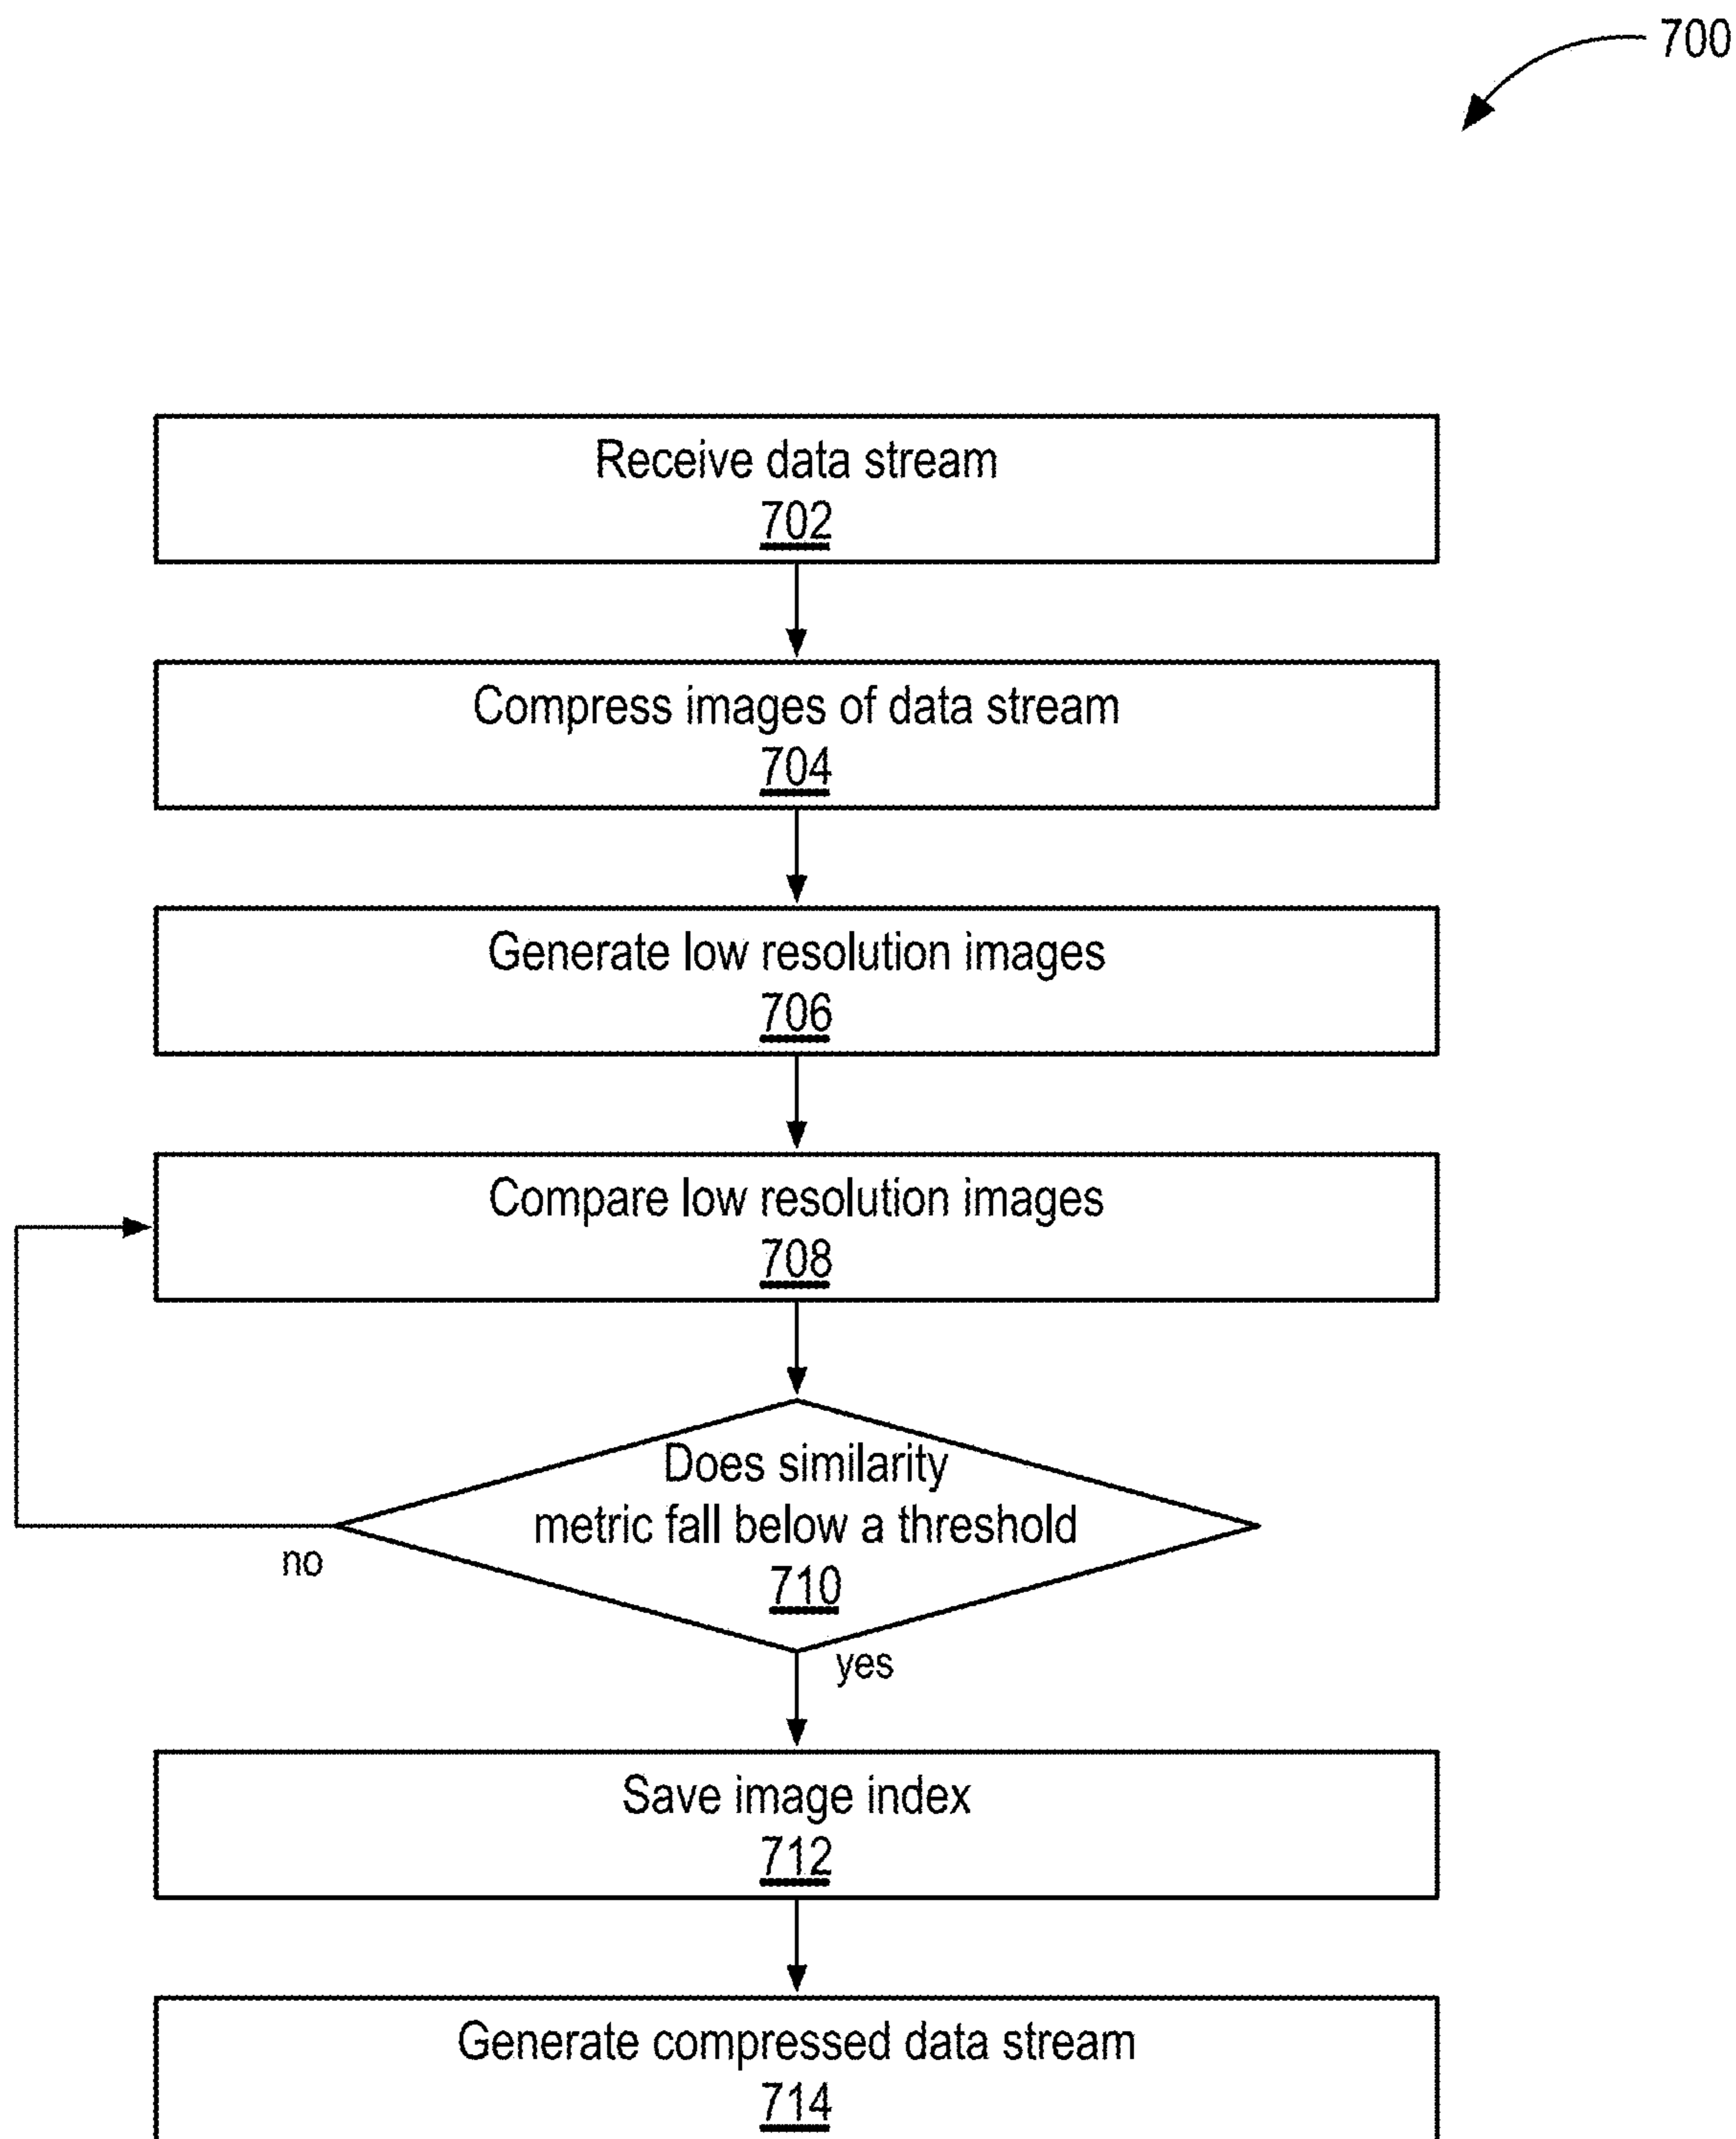 700
Receive data stream
702
Compress images of data stream
704
Generate low resolution images
706
Compare low resolution images
708
Does similarity
metric fall below a threshold
710
no
yes
Save image index
712
Generate compressed data stream
714